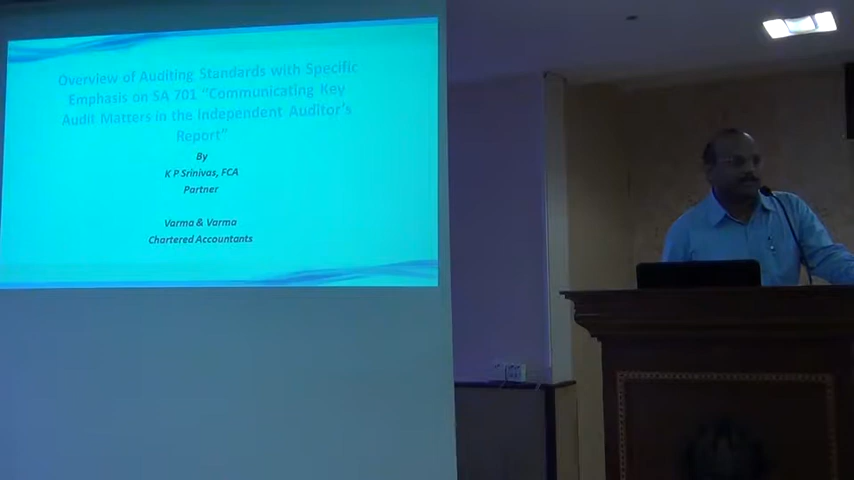 Overview of Auditing Standards with Specific
Emphasis on SA 701 "Communicating Key
Audit Matters in the Independent Auditor's
Report"
By
K P Srinivas, FCA
Partner
Varma & Varma
Chartered Accountants